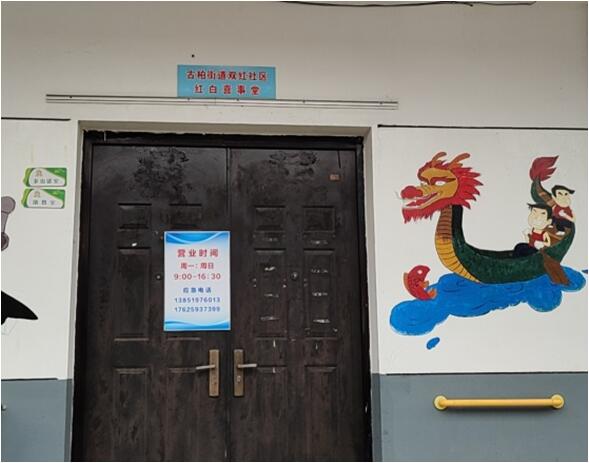 古柏街道双红社区
红白喜事堂
营业时间
周一：周日
9:00-16:30
应急电话
13851976013
17625937399